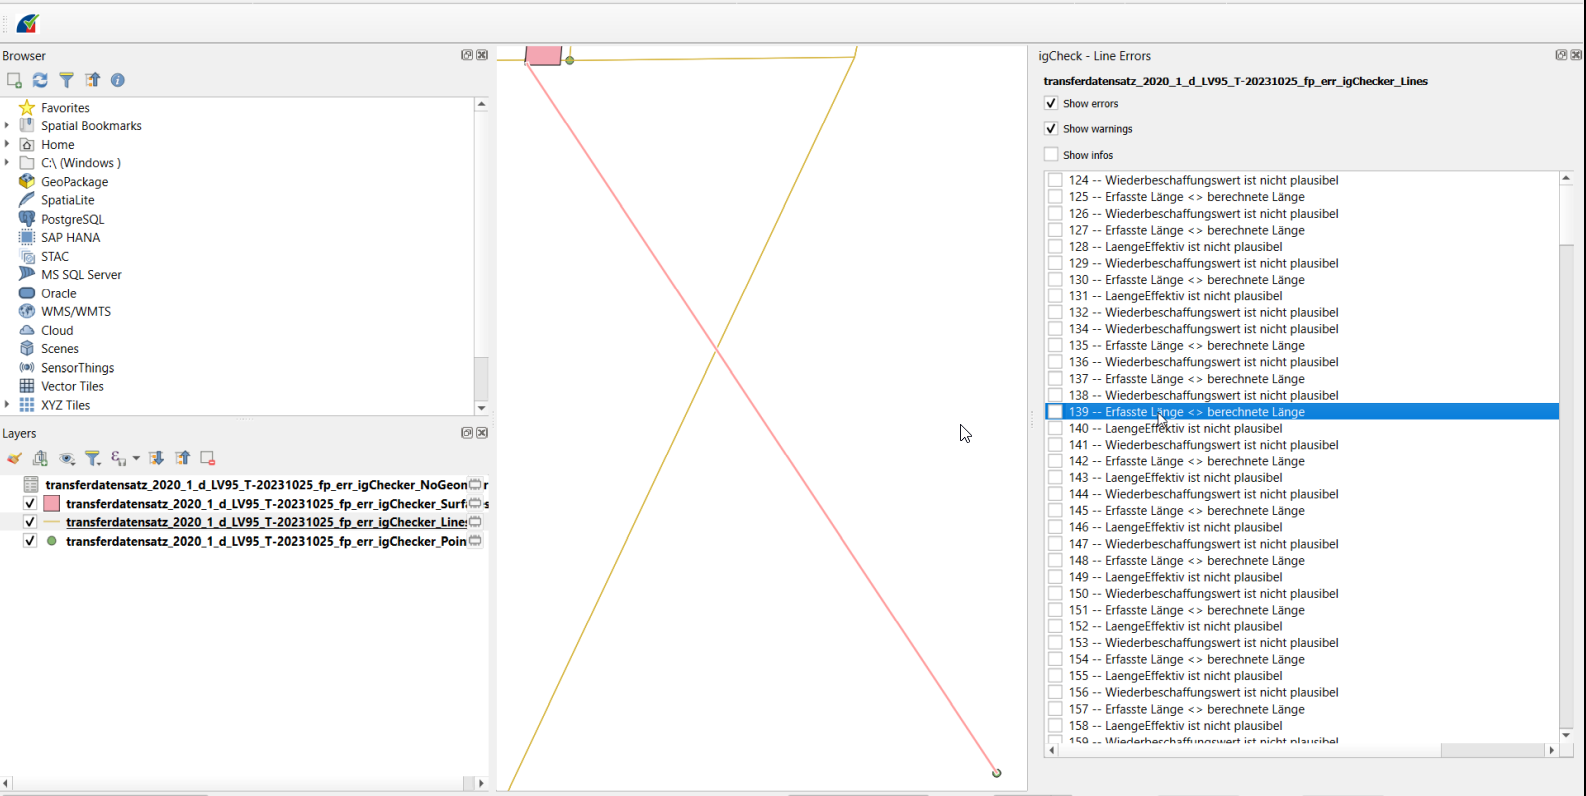 Browser
Favorites
Spatial Bookmarks
Home
C:\ (Windows )
GeoPackage
SpatiaLite
PostgreSQL
SAP HANA
STAC
MS SQL Server
Oracle
WMS/WMTS
Cloud
Scenes
SensorThings
Vector Tiles
XYZ Tiles
Layers
transferdatensatz_2020_1_d_LV95_T-20231025_fp_err_igChecker_NoGeom
transferdatensatz_2020_1_d_LV95_T-20231025_fp_err_igChecker_Surf
transferdatensatz_2020_1_d_LV95_T-20231025_fp_err_igChecker_Lines
transferdatensatz_2020_1_d_LV95_T-20231025_fp_err_igChecker_Poin
igCheck - Line Errors
transferdatensatz_2020_1_d_LV95_T-20231025_fp_err_igChecker_Lines
Show errors
Show warnings
Show infos
124 -- Wiederbeschaffungswert ist nicht plausibel
125 -- Erfasste Länge <> berechnete Länge
126 -- Wiederbeschaffungswert ist nicht plausibel
127 -- Erfasste Länge <> berechnete Länge
128 -- LaengeEffektiv ist nicht plausibel
129 -- Wiederbeschaffungswert ist nicht plausibel
130 -- Erfasste Länge <> berechnete Länge
131 -- LaengeEffektiv ist nicht plausibel
132 -- Wiederbeschaffungswert ist nicht plausibel
134 -- Wiederbeschaffungswert ist nicht plausibel
135 -- Erfasste Länge <> berechnete Länge
136 -- Wiederbeschaffungswert ist nicht plausibel
137 -- Erfasste Länge <> berechnete Länge
138 -- Wiederbeschaffungswert ist nicht plausibel
139 -- Erfasste Länge <> berechnete Länge
140 -- LaengeEffektiv ist nicht plausibel
141 -- Wiederbeschaffungswert ist nicht plausibel
142 -- Erfasste Länge <> berechnete Länge
143 -- LaengeEffektiv ist nicht plausibel
144 -- Wiederbeschaffungswert ist nicht plausibel
145 -- Erfasste Länge <> berechnete Länge
146 -- LaengeEffektiv ist nicht plausibel
147 -- Wiederbeschaffungswert ist nicht plausibel
148 -- Erfasste Länge <> berechnete Länge
149 -- LaengeEffektiv ist nicht plausibel
150 -- Wiederbeschaffungswert ist nicht plausibel
151 -- Erfasste Länge <> berechnete Länge
152 -- LaengeEffektiv ist nicht plausibel
153 -- Wiederbeschaffungswert ist nicht plausibel
154 -- Erfasste Länge <> berechnete Länge
155 -- LaengeEffektiv ist nicht plausibel
156 -- Wiederbeschaffungswert ist nicht plausibel
157 -- Erfasste Länge <> berechnete Länge
158 -- LaengeEffektiv ist nicht plausibel
159 -- Wiederbeschaffungswert ist nicht plausibel